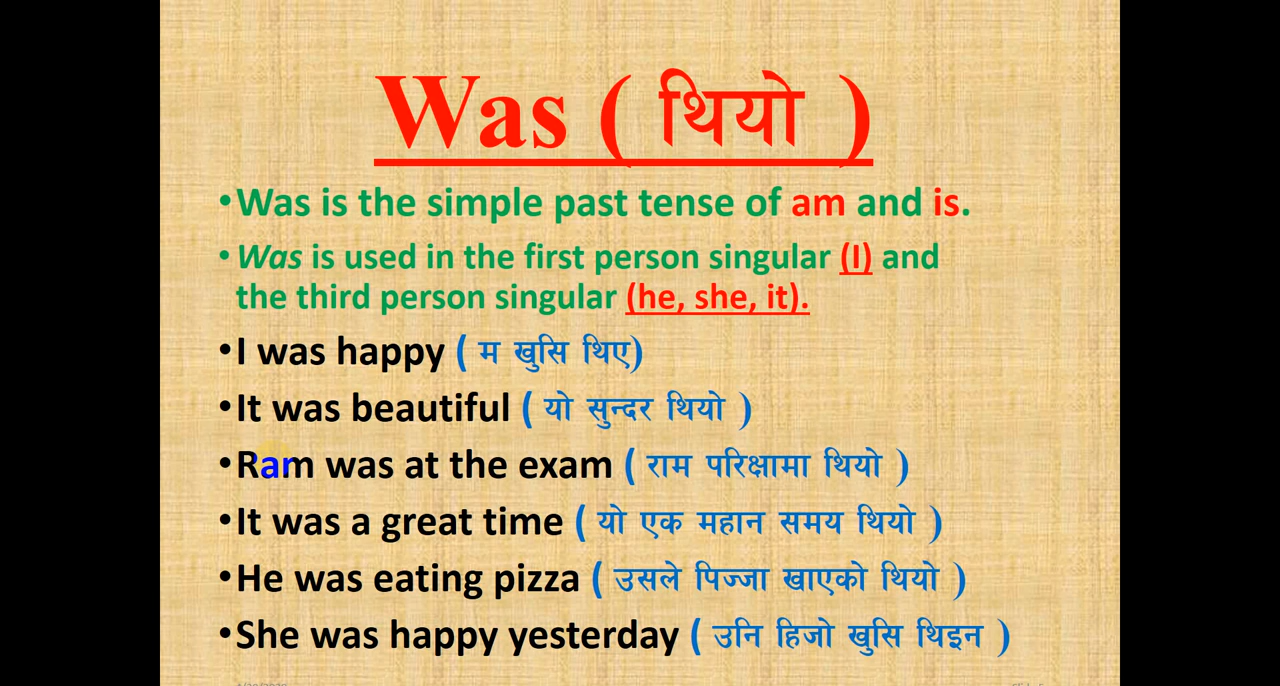 Was ( थियो )
•Was is the simple past tense of am and is.
•Was is used in the first person singular (I) and
the third person singular (he, she, it).
•I was happy ( म खुसि थिए)
•It was beautiful ( यो सुन्दर थियो )
•Ram was at the exam ( राम परिक्षामा थियो )
•It was a great time ( यो एक महान समय थियो )
•He was eating pizza ( उसले पिज्जा खाएको थियो )
•She was happy yesterday ( उनि हिजो खुसि थिइन )